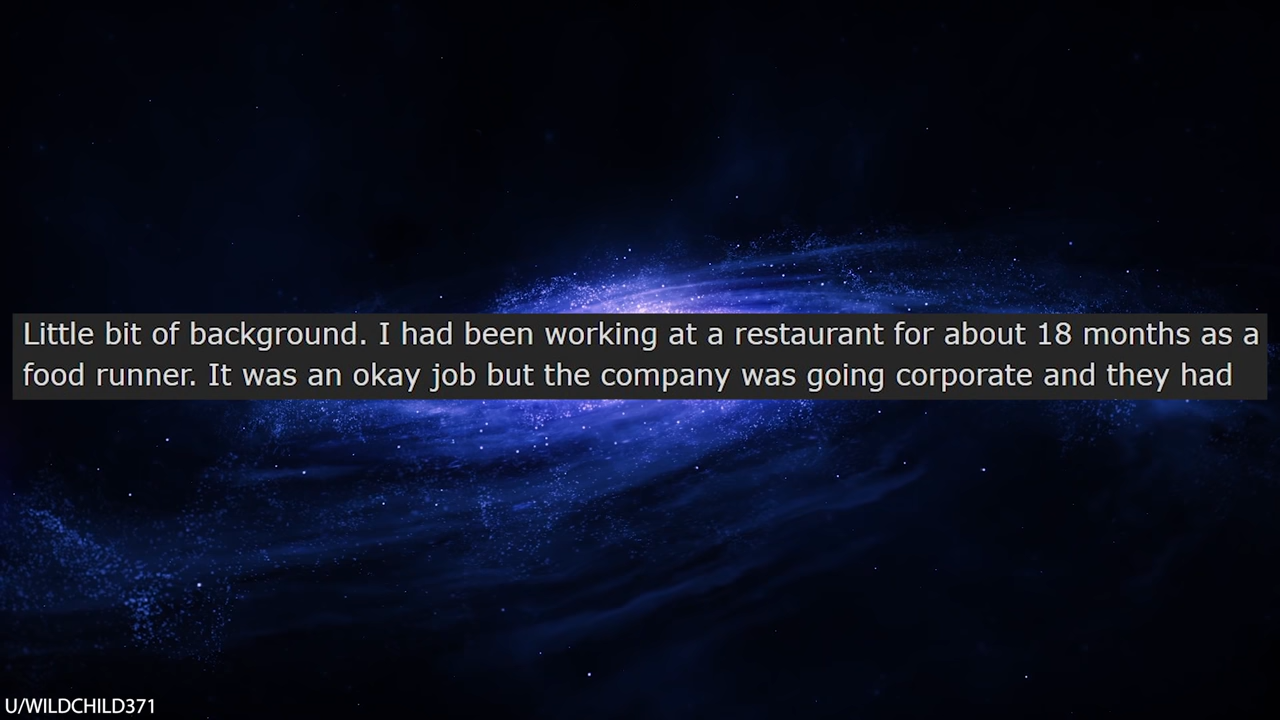 Little bit of background. I had been working at a restaurant for about 18 months as a
food runner. It was an okay job but the company was going corporate and they had
U/WILDCHILD371